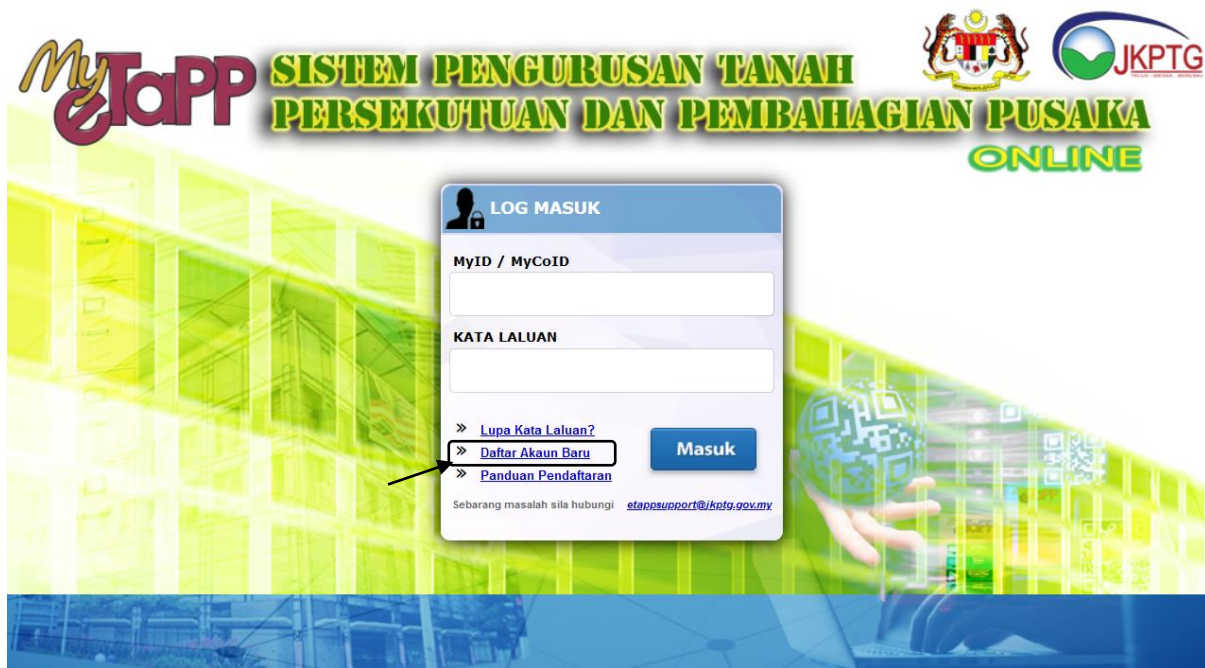 MyeTaPP
SISTEM PENGURUSAN TANAH
PERSEKUTUAN DAN PEMBAHAGIAN PUSAKA
ONLINE
JKPTG
LOG MASUK
MyID / MyCoID
KATA LALUAN
» Lupa Kata Laluan?
» Daftar Akaun Baru
» Panduan Pendaftaran
Masuk
Sebarang masalah sila hubungi etappsupport@jkptg.gov.my